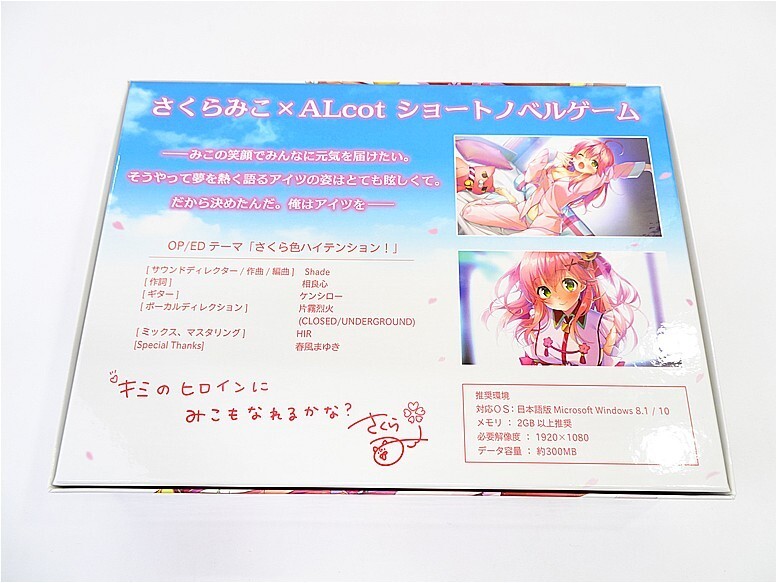 さくらみこ×ALcot ショートノベルゲーム
――みこの笑顔でみんなに元気を届けたい。
そうやって夢を熱く語るアイツの姿はとても眩しくて。
だから決めたんだ。俺はアイツを――
OP/ED テーマ「さくら色ハイテンション！」
[ サウンドディレクター / 作曲 / 編曲 ] Shade
[ 作詞 ] 相良心
[ ギター ] ケンシロー
[ ボーカルディレクション ] 片霧烈火
(CLOSED/UNDERGROUND)
[ ミックス、マスタリング ] HIR
[Special Thanks] 春風まゆき
キミのヒロインに
みこもなれるかな？
さくら
推奨環境
対応OS：日本語版 Microsoft Windows 8.1 / 10
メモリ ： 2GB 以上推奨
必要解像度 ： 1920×1080
データ容量 ： 約300MB